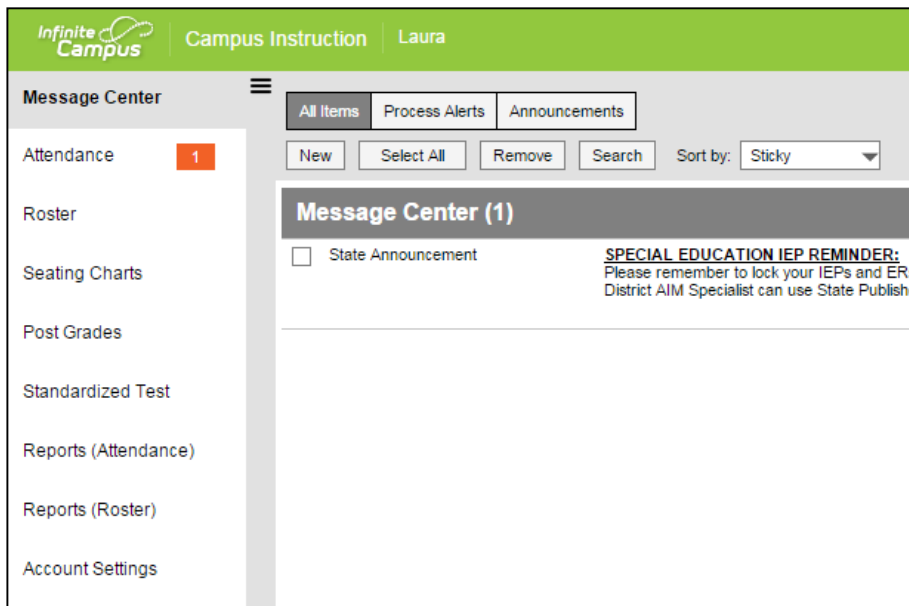 Infinite Campus
Campus Instruction Laura
Message Center
Attendance 1
Roster
Seating Charts
Post Grades
Standardized Test
Reports (Attendance)
Reports (Roster)
Account Settings
All Items Process Alerts Announcements
New Select All Remove Search Sort by: Sticky
Message Center (1)
State Announcement SPECIAL EDUCATION IEP REMINDER:
Please remember to lock your IEPs and ER
District AIM Specialist can use State Publish